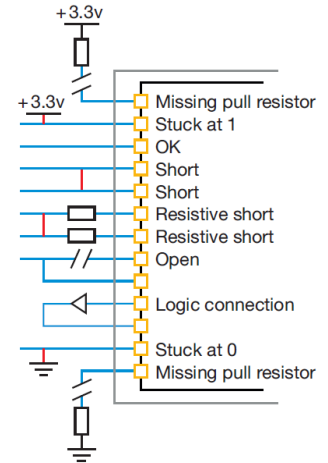 +3.3v
+3.3v
Missing pull resistor
Stuck at 1
OK
Short
Short
Resistive short
Resistive short
Open
Logic connection
Stuck at 0
Missing pull resistor